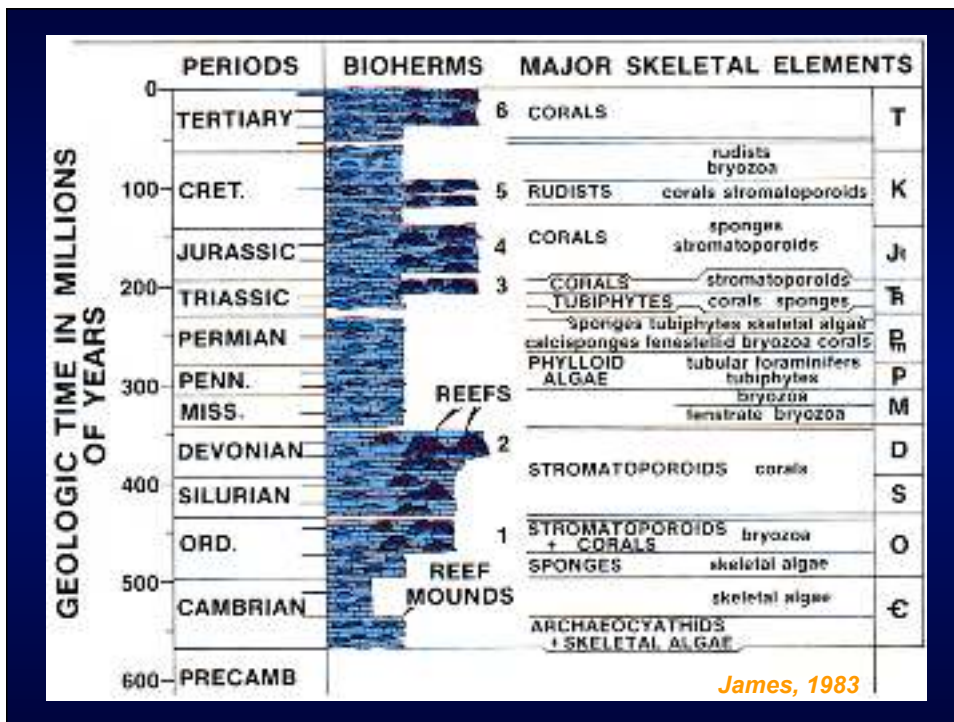 PERIODS BIOHERMS MAJOR SKELETAL ELEMENTS
GEOLOGIC TIME IN MILLIONS
OF YEARS
0
TERTIARY 6 CORALS T
rudists
bryozoa
100 CRET. 5 RUDISTS corals stromatoporoids K
sponges
JURASSIC 4 CORALS stromatoporoids J
200 3 CORALS stromatoporoids
TRIASSIC TUBIPHYTES corals sponges TR
sponges tubiphytes skeletal algae
PERMIAN calcisponges fenestellid bryozoa corals Pm
PHYLLOID tubular foraminifers
PENN. ALGAE tubiphytes P
300 REEFS bryozoa
MISS. fenstrate bryozoa M
DEVONIAN 2 D
STROMATOPOROIDS corals
400
SILURIAN S
1 STROMATOPOROIDS bryozoa
ORD. + CORALS O
SPONGES skeletal algae
500 REEF
MOUNDS
CAMBRIAN skeletal algae Є
ARCHAEOCYATHIDS
+ SKELETAL ALGAE
600 PRECAMB
James, 1983